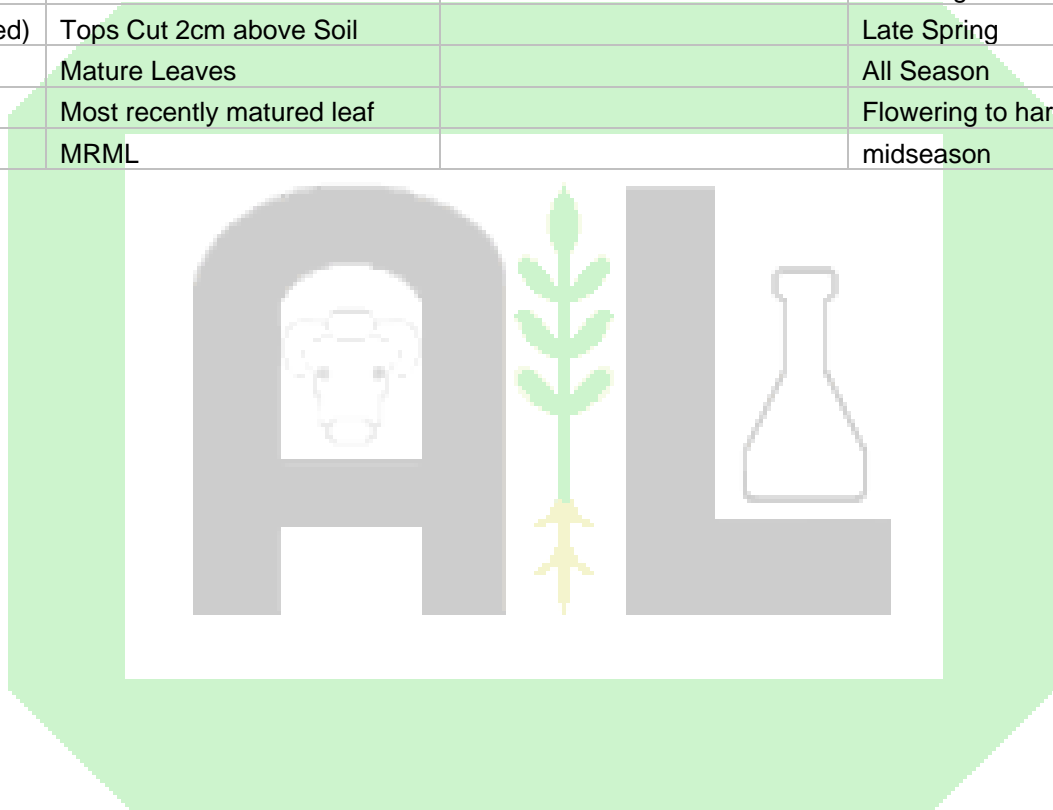 ed) Tops Cut 2cm above Soil Late Spring
Mature Leaves All Season
Most recently matured leaf Flowering to har
MRML midseason
A L